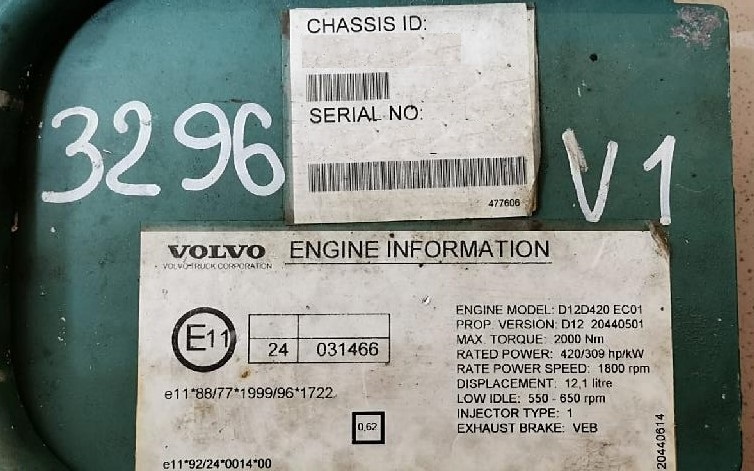 CHASSIS ID:
SERIAL NO:
477606
3296
V1
VOLVO
VOLVO TRUCK CORPORATION
ENGINE INFORMATION
E11
24 031466
e11*88/77*1999/96*1722
0,62
e11*92/24*0014*00
ENGINE MODEL: D12D420 EC01
PROP. VERSION: D12 20440501
MAX. TORQUE: 2000 Nm
RATED POWER: 420/309 hp/kW
RATE POWER SPEED: 1800 rpm
DISPLACEMENT: 12,1 litre
LOW IDLE: 550 - 650 rpm
INJECTOR TYPE: 1
EXHAUST BRAKE: VEB
20440614